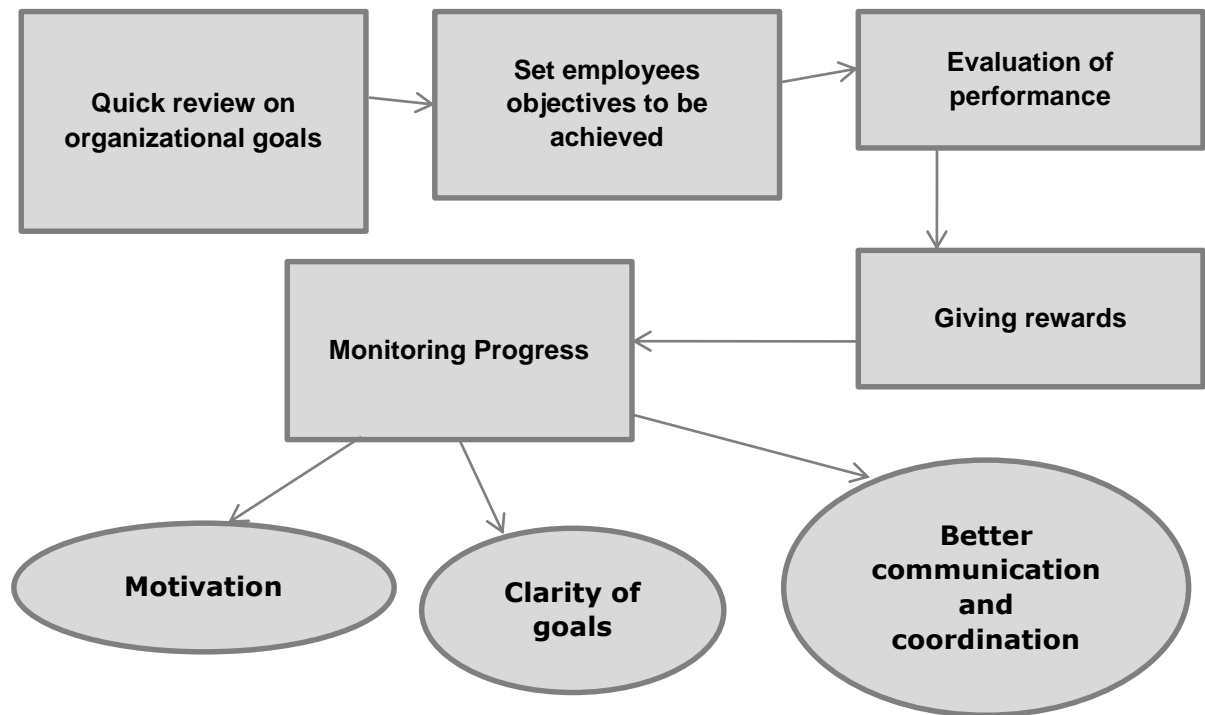 Quick review on
organizational goals
Set employees
objectives to be
achieved
Evaluation of
performance
Giving rewards
Monitoring Progress
Motivation
Clarity of
goals
Better
communication
and
coordination